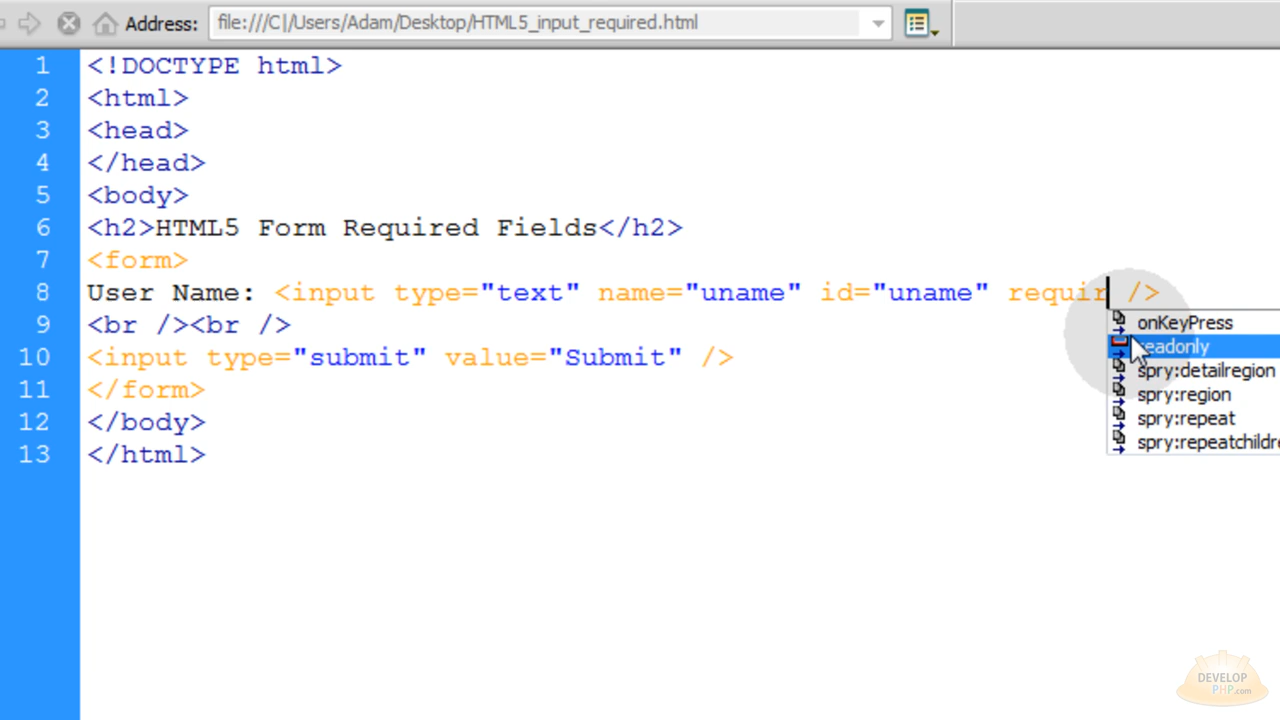 Address: file:///C|/Users/Adam/Desktop/HTML5_input_required.html
1 <!DOCTYPE html>
2 <html>
3 <head>
4 </head>
5 <body>
6 <h2>HTML5 Form Required Fields</h2>
7 <form>
8 User Name: <input type="text" name="uname" id="uname" requir />
9 <br /><br />
10 <input type="submit" value="Submit" />
11 </form>
12 </body>
13 </html>
onKeyPress
readonly
spry:detailregion
spry:region
spry:repeat
spry:repeatchildre
DEVELOP
PHP.com